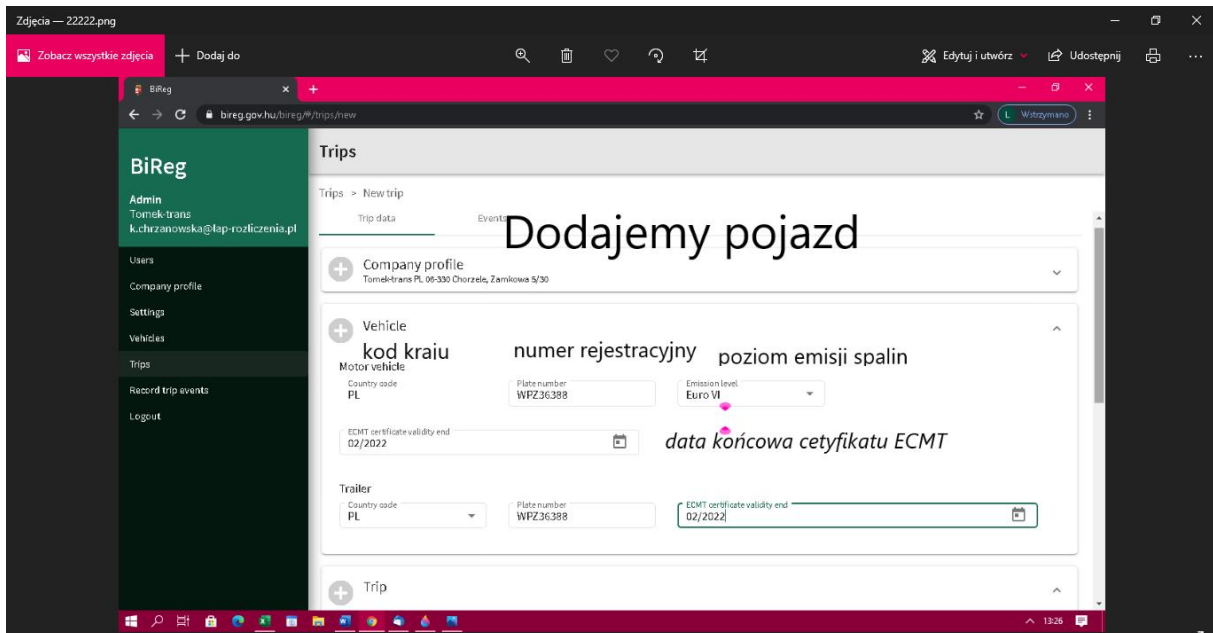 Zdjęcia — 22222.png
Zobacz wszystkie zdjęcia
Dodaj do
Edytuj i utwórz
Udostępnij
BiReg
bireg.gov.hu/bireg/#/trips/new
L Wstrzymano
BiReg
Admin
Tomek-trans
k.chrzanowska@lap-rozliczenia.pl
Users
Company profile
Settings
Vehicles
Trips
Record trip events
Logout
Trips
Trips > New trip
Trip data
Events
Dodajemy pojazd
Company profile
Tomek-trans PL 06-330 Chorzele, Zamkowa 5/30
Vehicle
kod kraju
numer rejestracyjny
poziom emisji spalin
Motor vehicle
Country code
PL
Plate number
WPZ36388
Emission level
Euro VI
ECMT certificate validity end
02/2022
data końcowa cetyfikatu ECMT
Trailer
Country code
PL
Plate number
WPZ36388
ECMT certificate validity end
02/2022
Trip
13:26